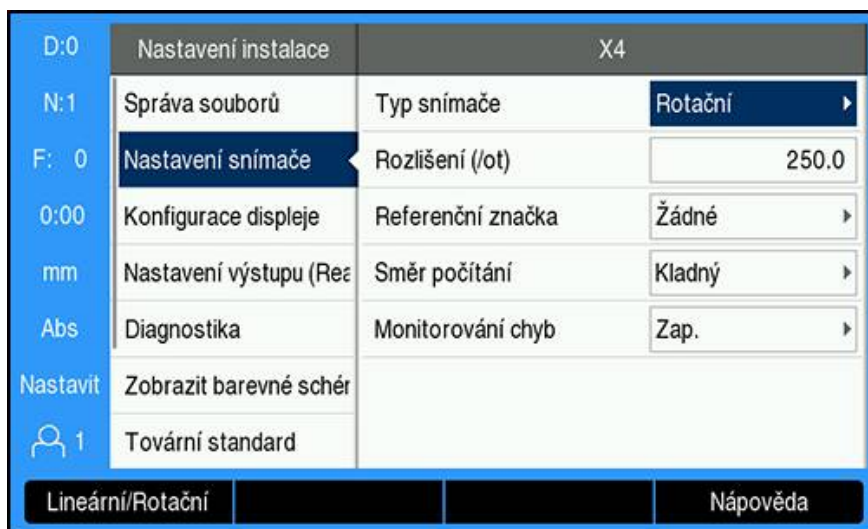 D:0
Nastavení instalace
X4
N:1
Správa souborů
Typ snímače
Rotační
F: 0
Nastavení snímače
Rozlišení (/ot)
250.0
0:00
Konfigurace displeje
Referenční značka
Žádné
mm
Nastavení výstupu (Rea
Směr počítání
Kladný
Abs
Diagnostika
Monitorování chyb
Zap.
Nastavit
Zobrazit barevné schér
1
Tovární standard
Lineární/Rotační
Nápověda